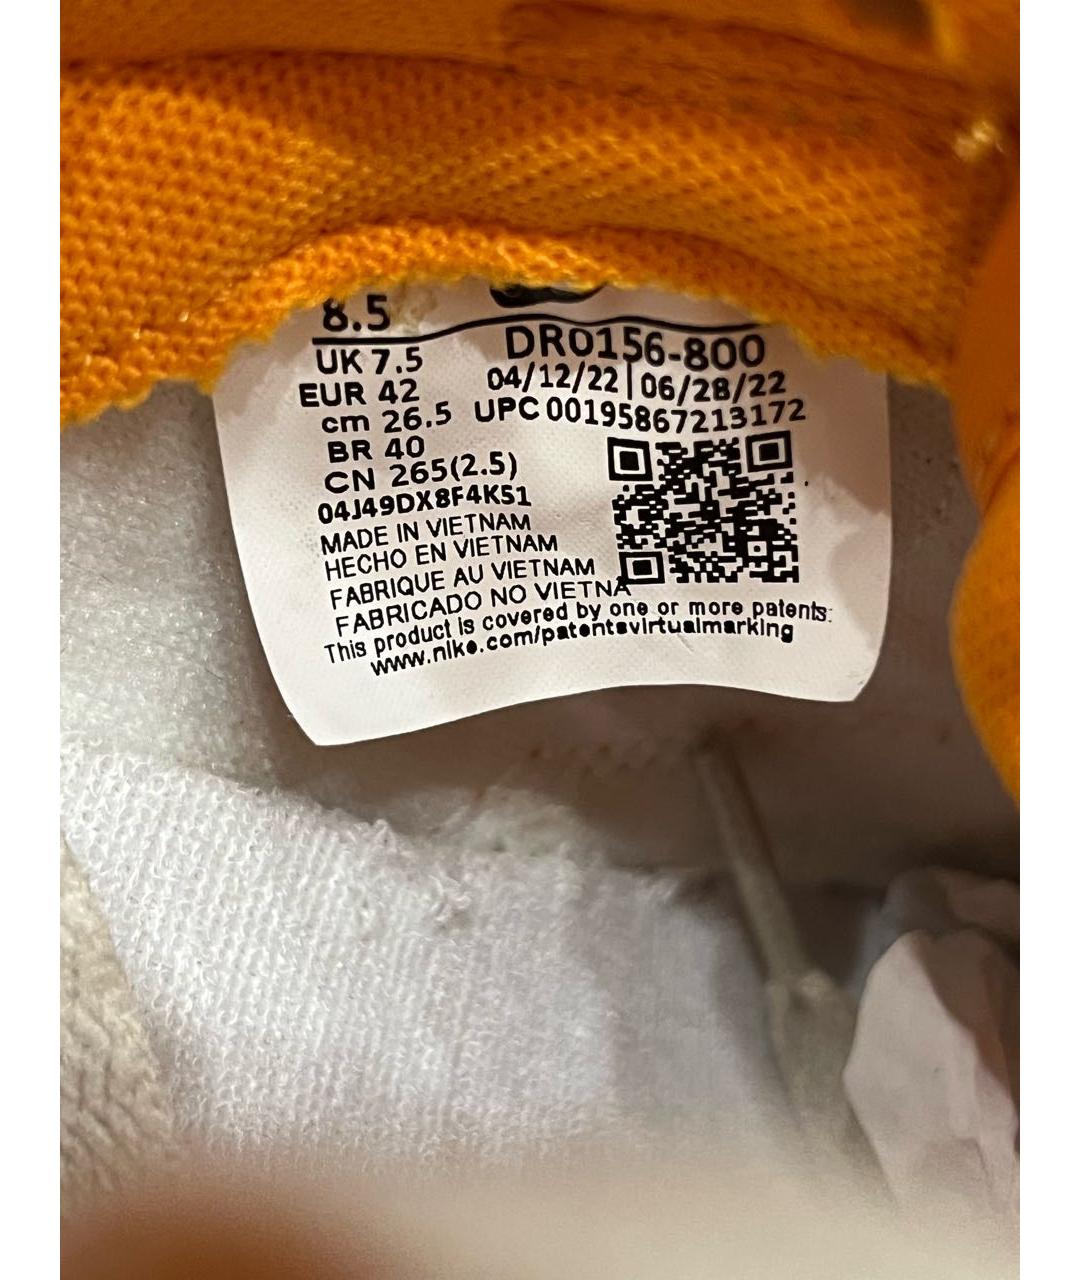 8.5
UK 7.5
EUR 42
cm 26.5
BR 40
CN 265(2.5)
DR0156-800
04/12/22 | 06/28/22
UPC 00195867213172
04J49DX8F4K51
MADE IN VIETNAM
HECHO EN VIETNAM
FABRIQUE AU VIETNAM
FABRICADO NO VIETNA
This product is covered by one or more patents:
www.nike.com/patentsvirtualmarking